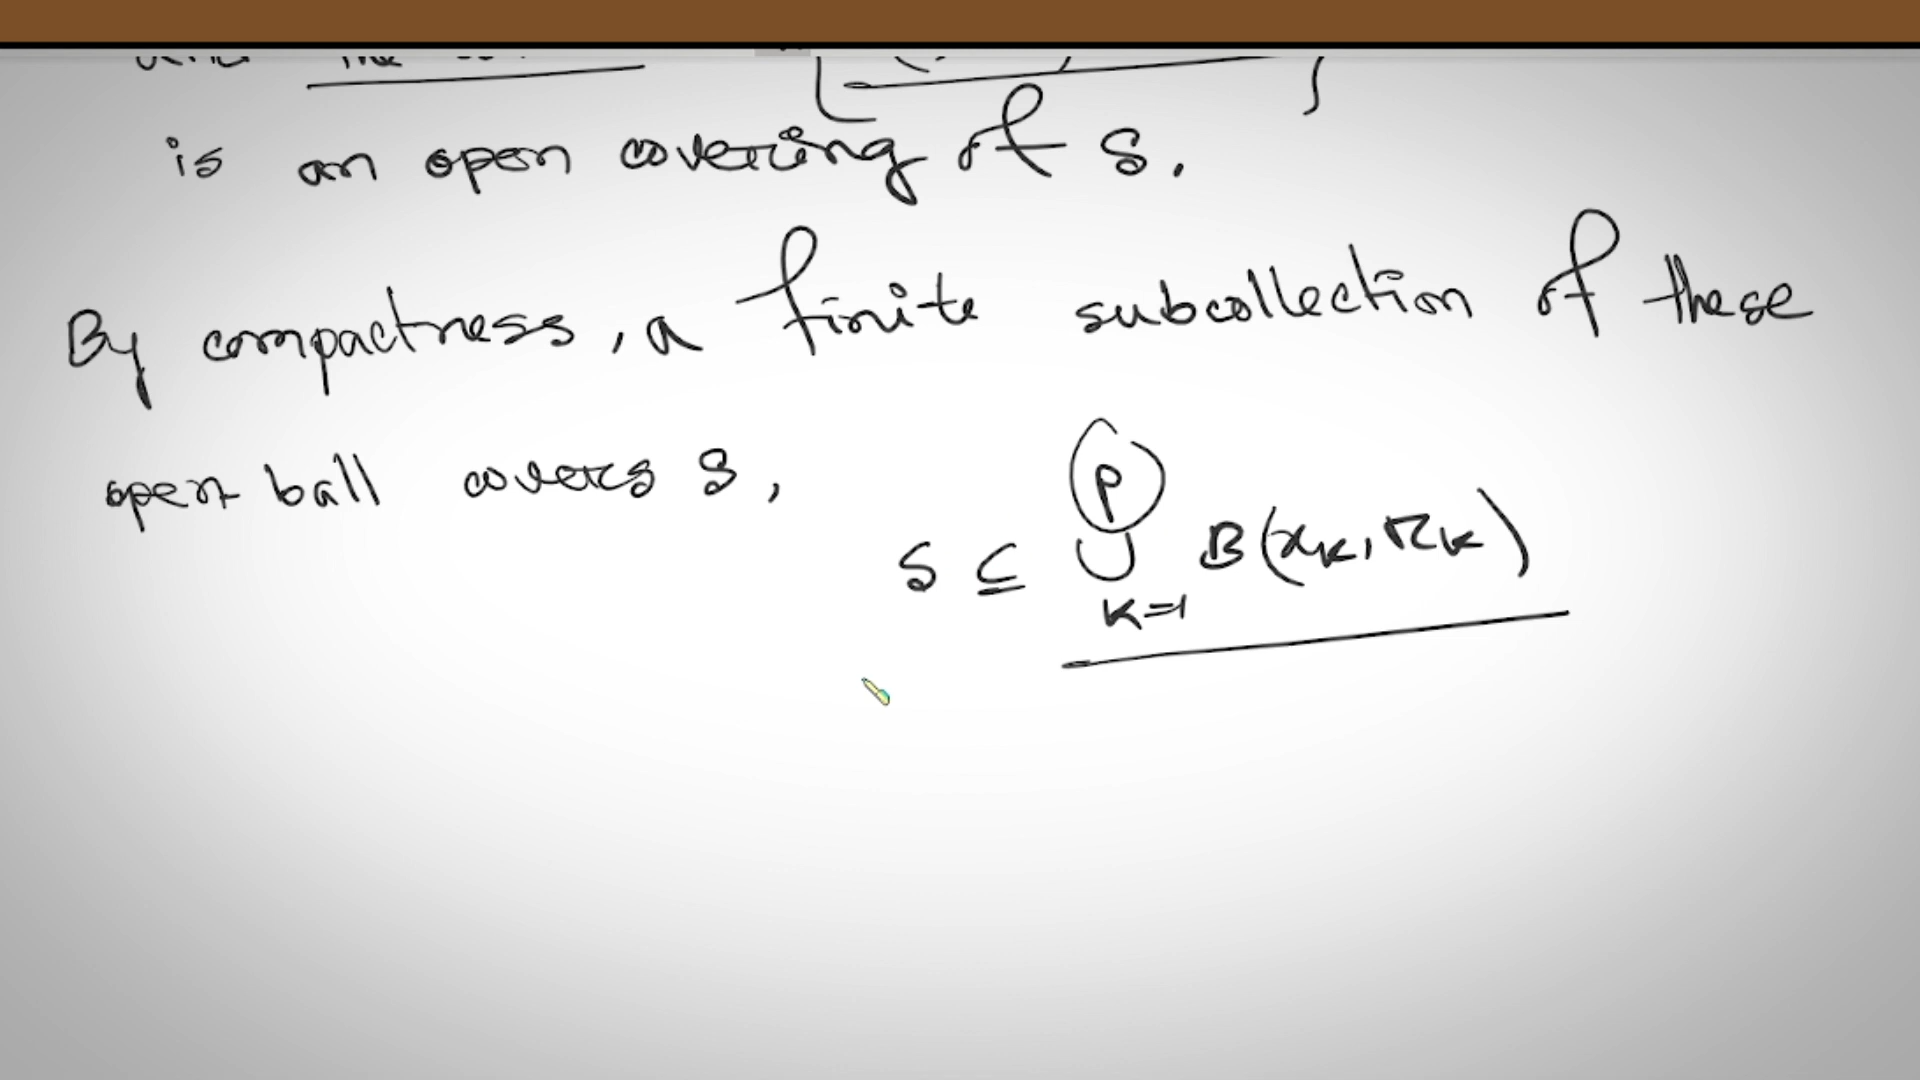 is an open covering of S.
By compactness, a finite subcollection of these
open ball covers S,
p
S ⊆ ∪ B(x_k, r_k)
k=1